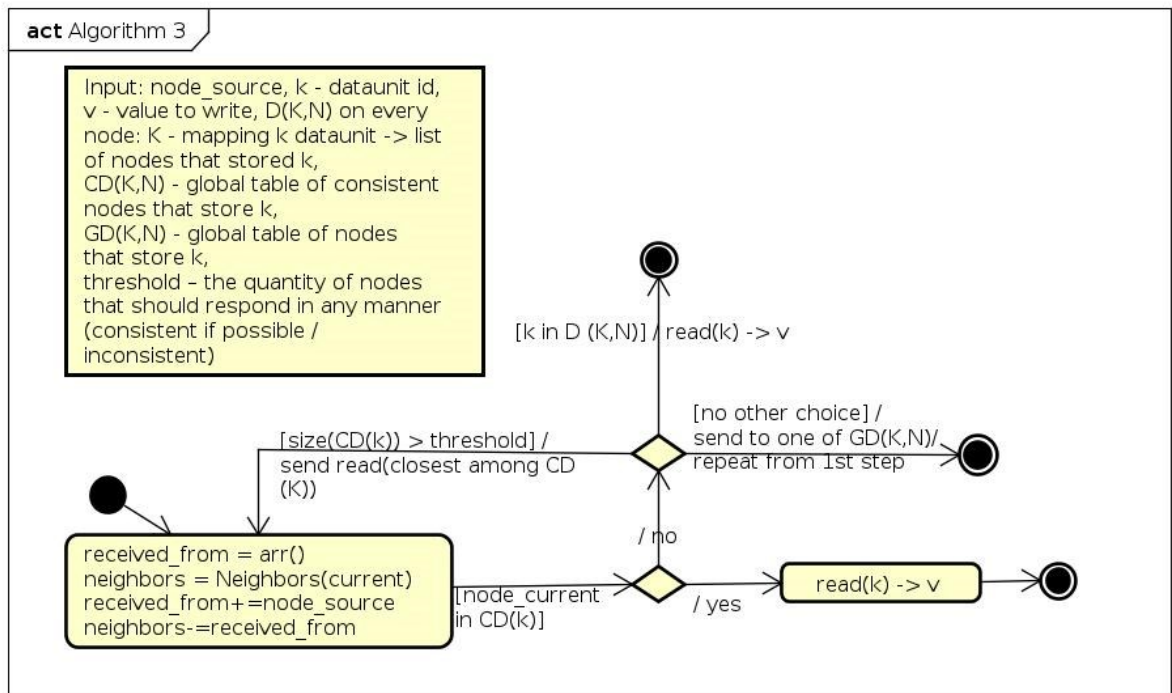 act Algorithm 3
Input: node_source, k - dataunit id,
v - value to write, D(K,N) on every
node: K - mapping k dataunit -> list
of nodes that stored k,
CD(K,N) - global table of consistent
nodes that store k,
GD(K,N) - global table of nodes
that store k,
threshold – the quantity of nodes
that should respond in any manner
(consistent if possible /
inconsistent)
[k in D (K,N)] / read(k) -> v
[no other choice] /
send to one of GD(K,N)/
repeat from 1st step
[size(CD(k)) > threshold] /
send read(closest among CD
(K))
/ no
received_from = arr()
neighbors = Neighbors(current)
received_from+=node_source
neighbors-=received_from
[node_current
in CD(k)]
/ yes
read(k) -> v